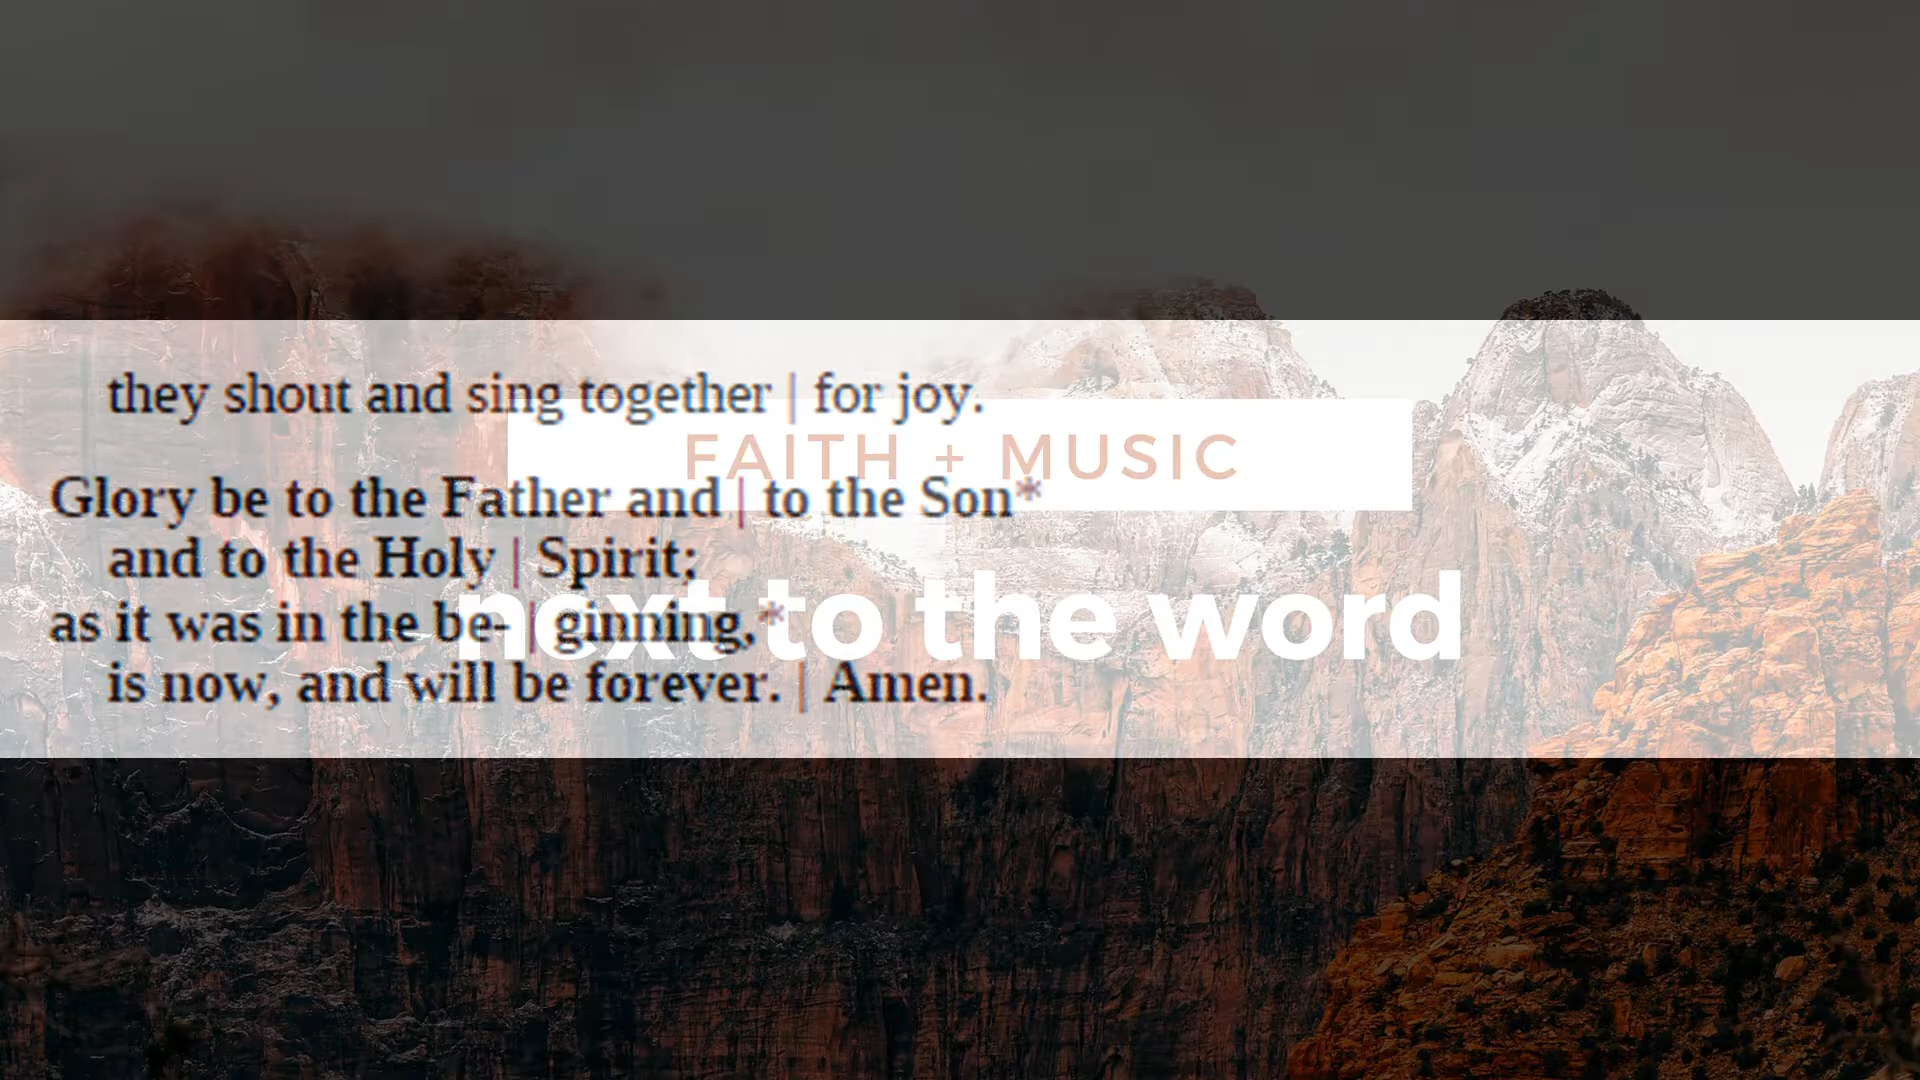 they shout and sing together | for joy.
FAITH + MUSIC
Glory be to the Father and | to the Son*
and to the Holy | Spirit;
next to the word
as it was in the be- | ginning,*
is now, and will be forever. | Amen.